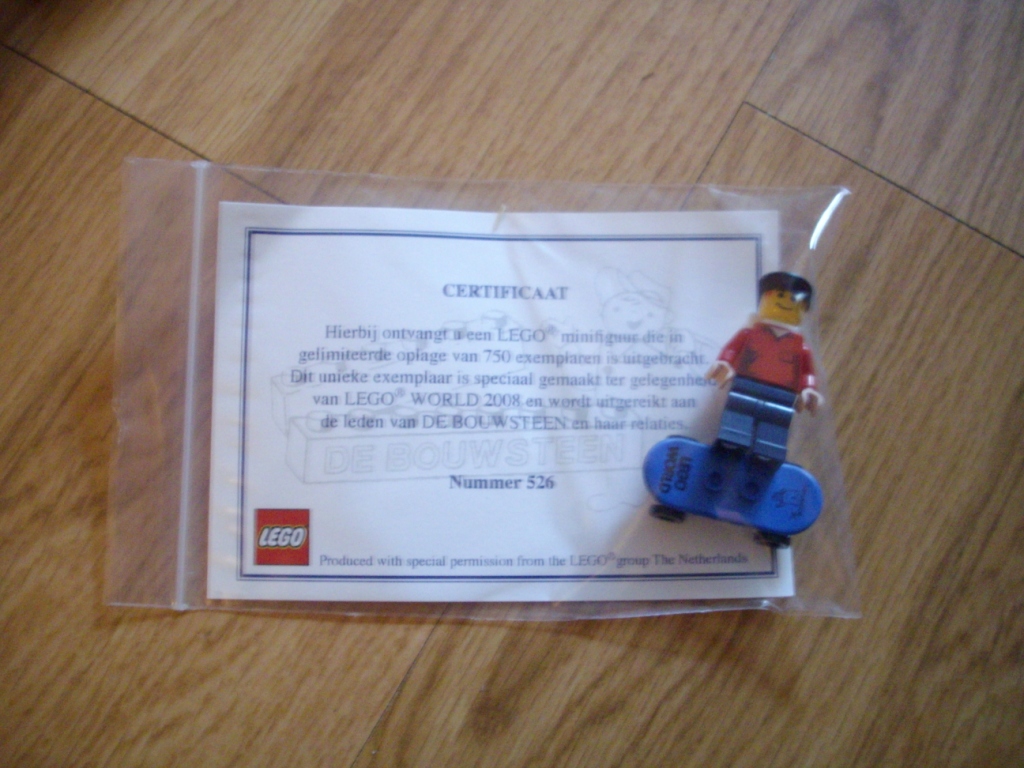 CERTIFICAAT
Hierbij ontvangt u een LEGO® minifiguur die in
gelimiteerde oplage van 750 exemplaren is uitgebracht.
Dit unieke exemplaar is speciaal gemaakt ter gelegenheid
van LEGO® WORLD 2008 en wordt uitgereikt aan
de leden van DE BOUWSTEEN en haar relaties.
DE BOUWSTEEN
Nummer 526
LEGO
Produced with special permission from the LEGO® group The Netherlands
LEGO
WORLD